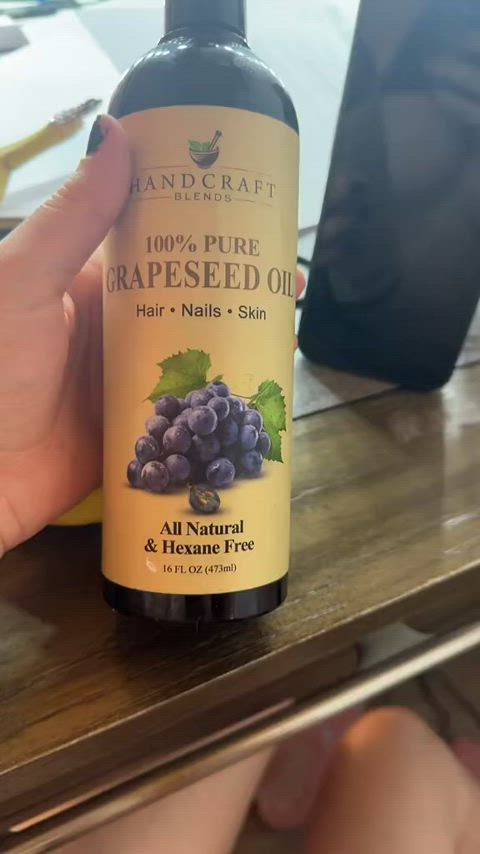 HANDCRAFT
BLENDS
100% PURE
GRAPESEED OIL
Hair • Nails • Skin
All Natural
& Hexane Free
16 FL OZ (473ml)